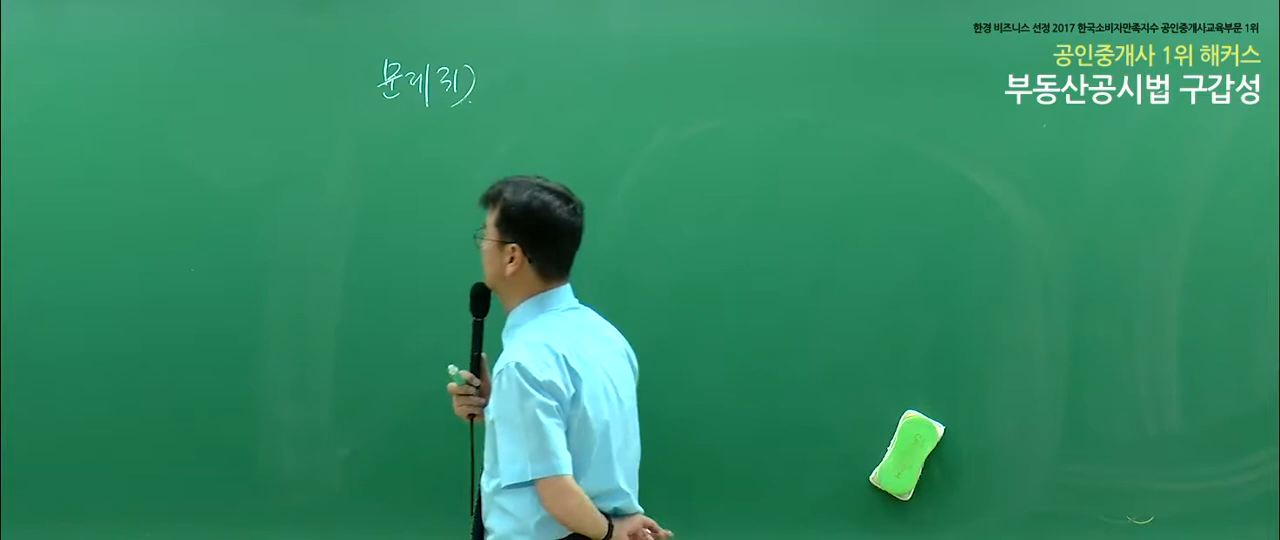 한경 비즈니스 선정 2017 한국소비자만족지수 공인중개사교육부문 1위
공인중개사 1위 해커스
부동산공시법 구갑성
문제 31)